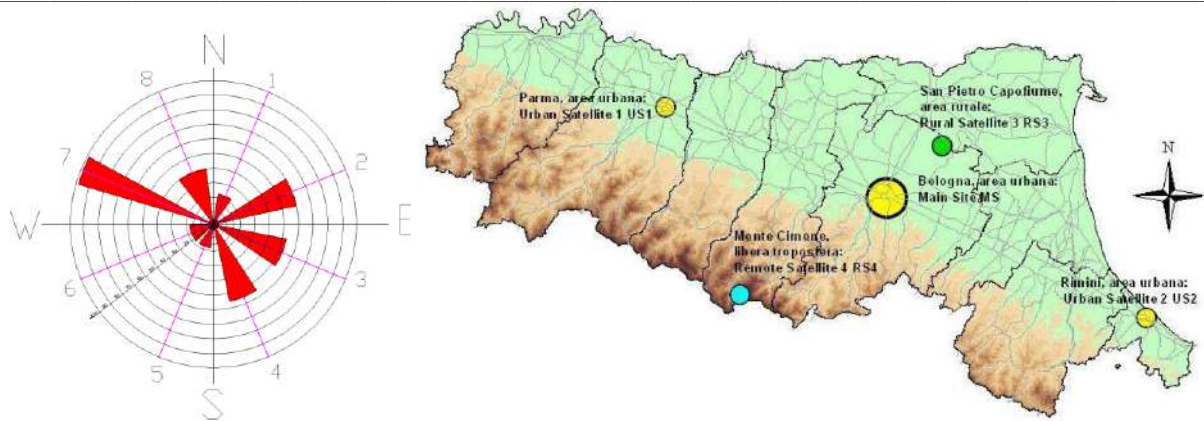 N
8
1
7
2
W
E
6
3
5
4
S
Parma, area urbana:
Urban Satellite 1 US1
San Pietro Capofiume,
area rurale:
Rural Satellite 3 RS3
N
Bologna, area urbana:
Main Site MS
Monte Cimone,
libera troposfera:
Remote Satellite 4 RS4
Rimini, area urbana:
Urban Satellite 2 US2